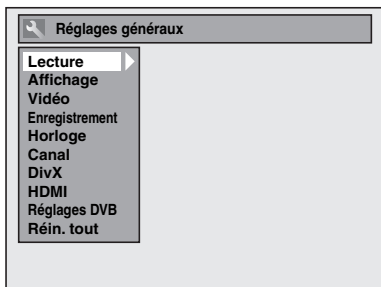 Réglages généraux
Lecture
Affichage
Vidéo
Enregistrement
Horloge
Canal
DivX
HDMI
Réglages DVB
Réin. tout